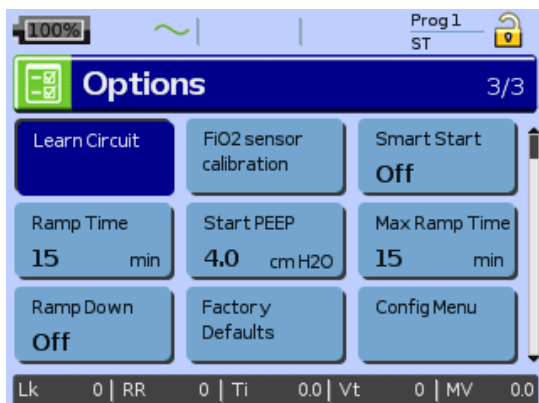 100%
Prog 1
ST
Options 3/3
Learn Circuit
FiO2 sensor
calibration
Smart Start
Off
Ramp Time
15 min
Start PEEP
4.0 cmH2O
Max Ramp Time
15 min
Ramp Down
Off
Factory
Defaults
Config Menu
Lk 0 RR 0 Ti 0.0 Vt 0 MV 0.0